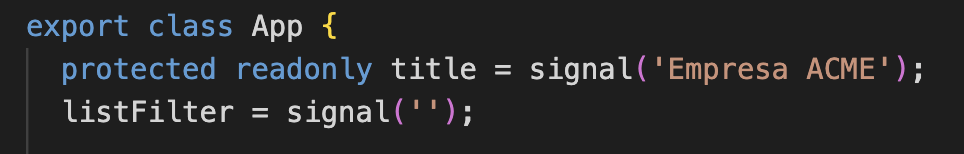 export class App {
protected readonly title = signal('Empresa ACME');
listFilter = signal('');